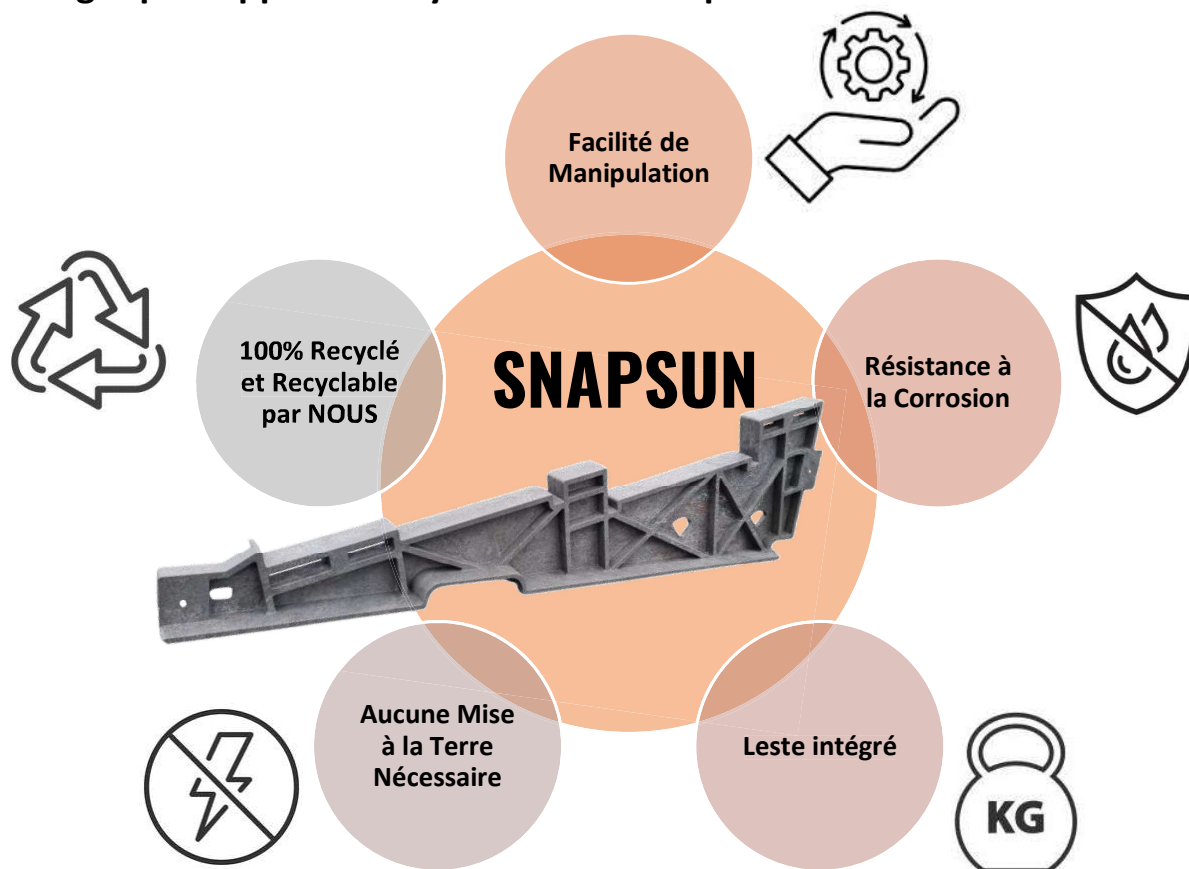 Facilité de
Manipulation
100% Recyclé
et Recyclable
par NOUS
SNAPSUN
Résistance à
la Corrosion
Aucune Mise
à la Terre
Nécessaire
Leste intégré
KG